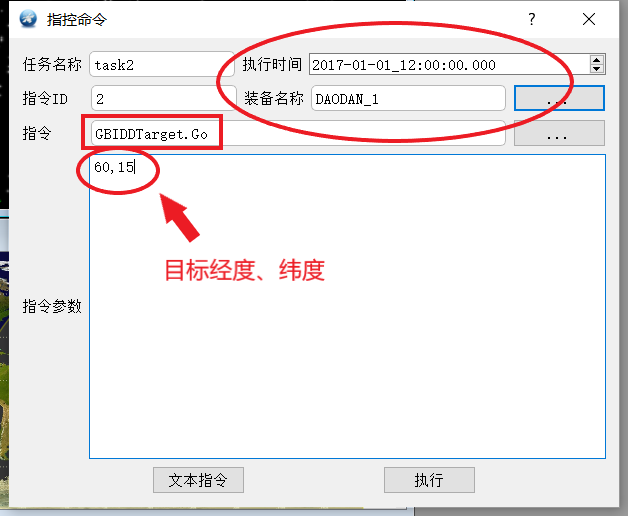 指控命令
任务名称 task2 执行时间 2017-01-01_12:00:00.000
指令ID 2 装备名称 DAODAN_1 ...
指令 GBIDDTarget.Go ...
60,15
目标经度、纬度
指令参数
文本指令 执行